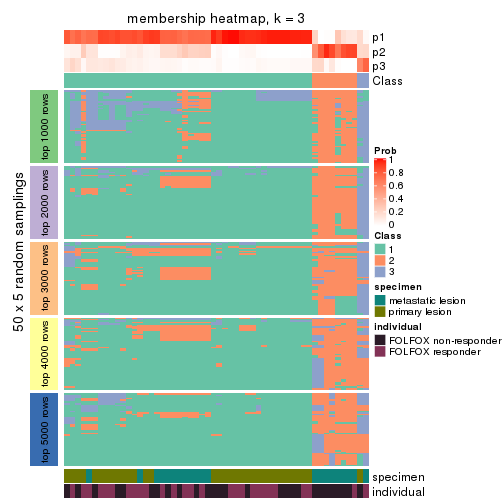 membership heatmap, k = 3
p1
p2
p3
Class
50 x 5 random samplings
top 1000 rows
top 2000 rows
top 3000 rows
top 4000 rows
top 5000 rows
Prob
1
0.8
0.6
0.4
0.2
0
Class
1
2
3
specimen
metastatic lesion
primary lesion
individual
FOLFOX non-responder
FOLFOX responder
specimen
individual